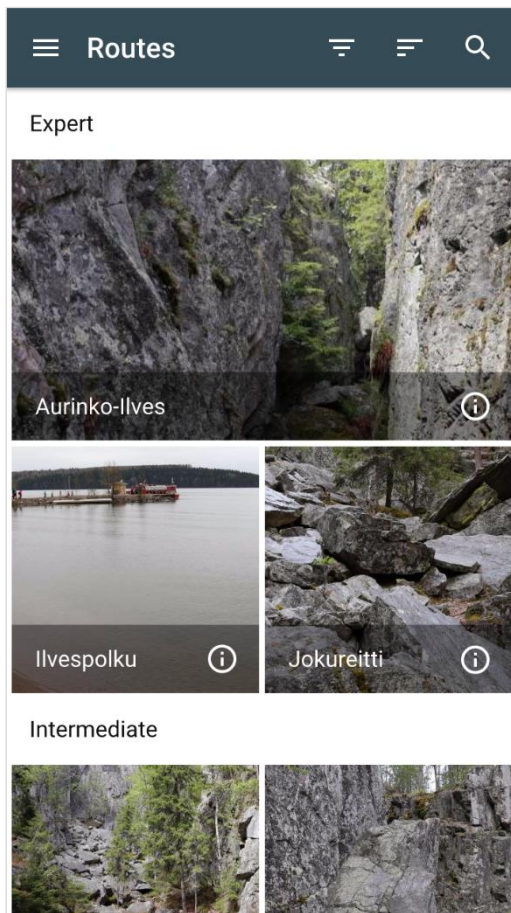 Routes
Expert
Aurinko-Ilves
Ilvespolku
Jokureitti
Intermediate